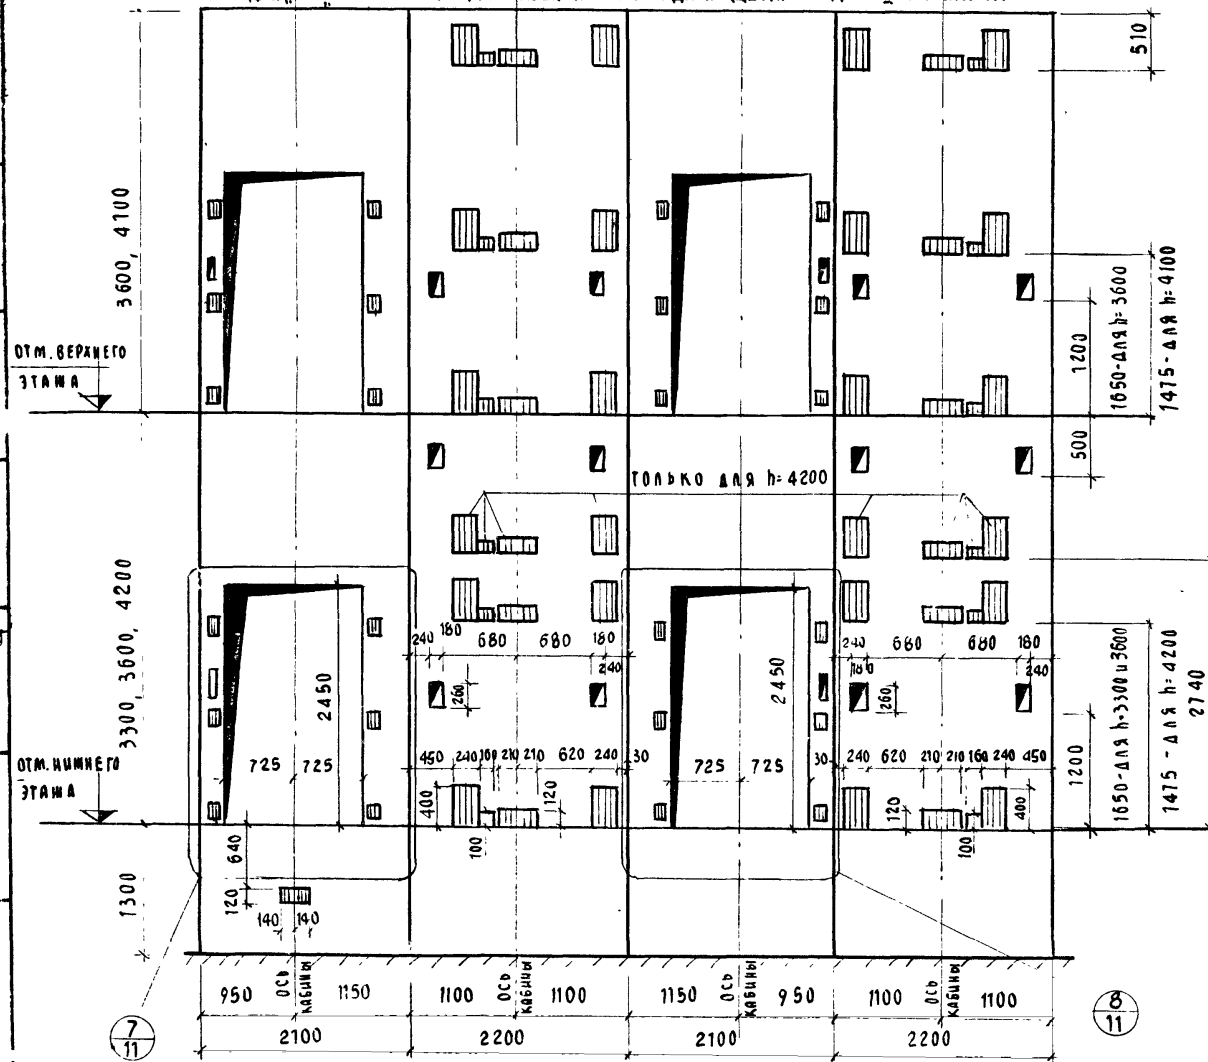 510
3600, 4100
1650-ДЛЯ h=3600
1475-ДЛЯ h=4100
1200
ОТМ. ВЕРХНЕГО
ЭТАЖА
500
ТОЛЬКО ДЛЯ h=4200
3300, 3600, 4200
240 180 680 680 180 240
240 180 680 680 180 240
260
2450
260
2450
2740
1650-ДЛЯ h=3300 и 3600
1475 - ДЛЯ h=4200
1200
ОТМ. НИЖНЕГО
ЭТАЖА
725 725
450 240 160 210 210 620 240 30
725 725
30 240 620 210 210 160 240 450
400
120
100
120
400
100
640
120
1300
140 140
950 ОСЬ КАБИНЫ 1150
1100 ОСЬ КАБИНЫ 1100
1150 ОСЬ КАБИНЫ 950
1100 ОСЬ КАБИНЫ 1100
2100 2200 2100 2200
7
11
8
11